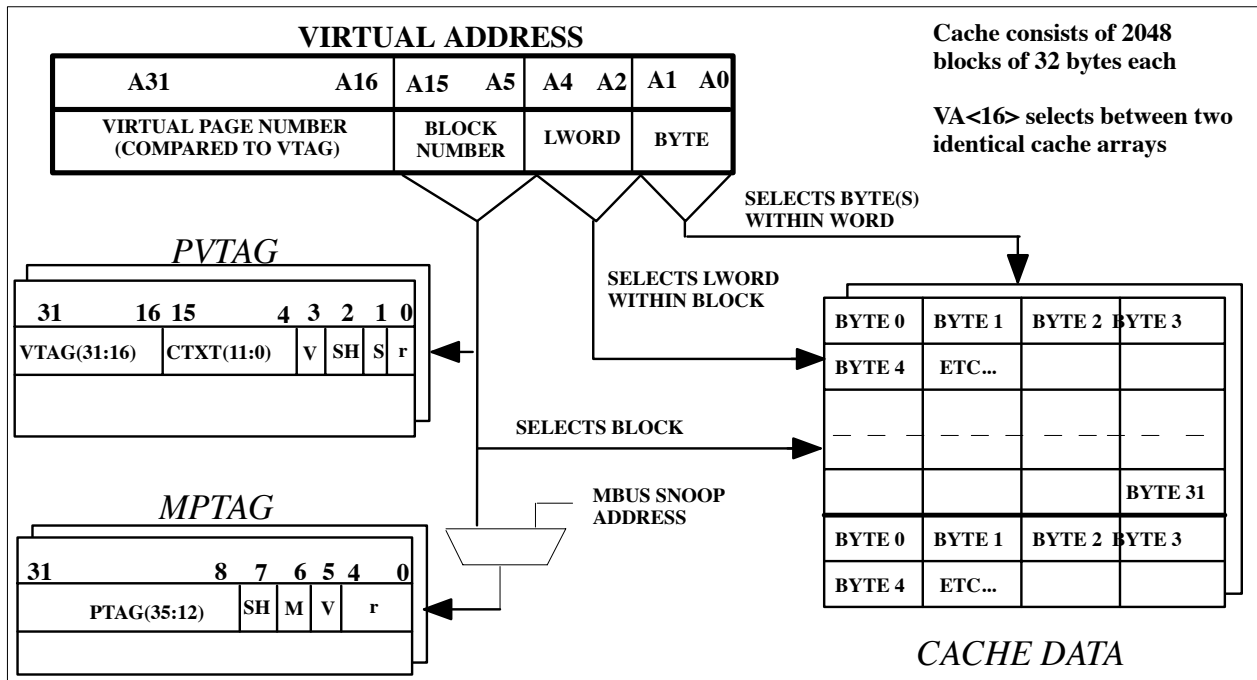 VIRTUAL ADDRESS
A31 A16 A15 A5 A4 A2 A1 A0
VIRTUAL PAGE NUMBER
(COMPARED TO VTAG)
BLOCK
NUMBER
LWORD
BYTE
Cache consists of 2048
blocks of 32 bytes each
VA<16> selects between two
identical cache arrays
SELECTS BYTE(S)
WITHIN WORD
SELECTS LWORD
WITHIN BLOCK
SELECTS BLOCK
MBUS SNOOP
ADDRESS
PVTAG
31 16 15 4 3 2 1 0
VTAG(31:16) CTXT(11:0) V SH S r
MPTAG
31 8 7 6 5 4 0
PTAG(35:12) SH M V r
BYTE 0 BYTE 1 BYTE 2 BYTE 3
BYTE 4 ETC...
BYTE 31
BYTE 0 BYTE 1 BYTE 2 BYTE 3
BYTE 4 ETC...
CACHE DATA